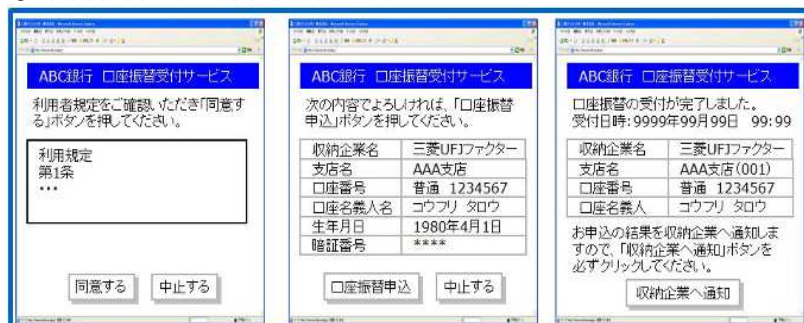 ABC銀行 口座振替受付サービス
利用者規定をご確認いただき「同意す
る」ボタンを押してください。
利用規定
第1条
•••
同意する 中止する
ABC銀行 口座振替受付サービス
次の内容でよろしければ、「口座振替
申込」ボタンを押してください。
収納企業名 三菱UFJファクター
支店名 AAA支店
口座番号 普通 1234567
口座名義人名 コウフリ タロウ
生年月日 1980年4月1日
暗証番号 ****
口座振替申込 中止する
ABC銀行 口座振替受付サービス
口座振替の受付が完了しました。
受付日時:9999年99月99日 99:99
収納企業名 三菱UFJファクター
支店名 AAA支店(001)
口座番号 普通 1234567
口座名義人 コウフリ タロウ
お申込の結果を収納企業へ通知しま
すので、「収納企業へ通知」ボタンを
必ずクリックしてください。
収納企業へ通知